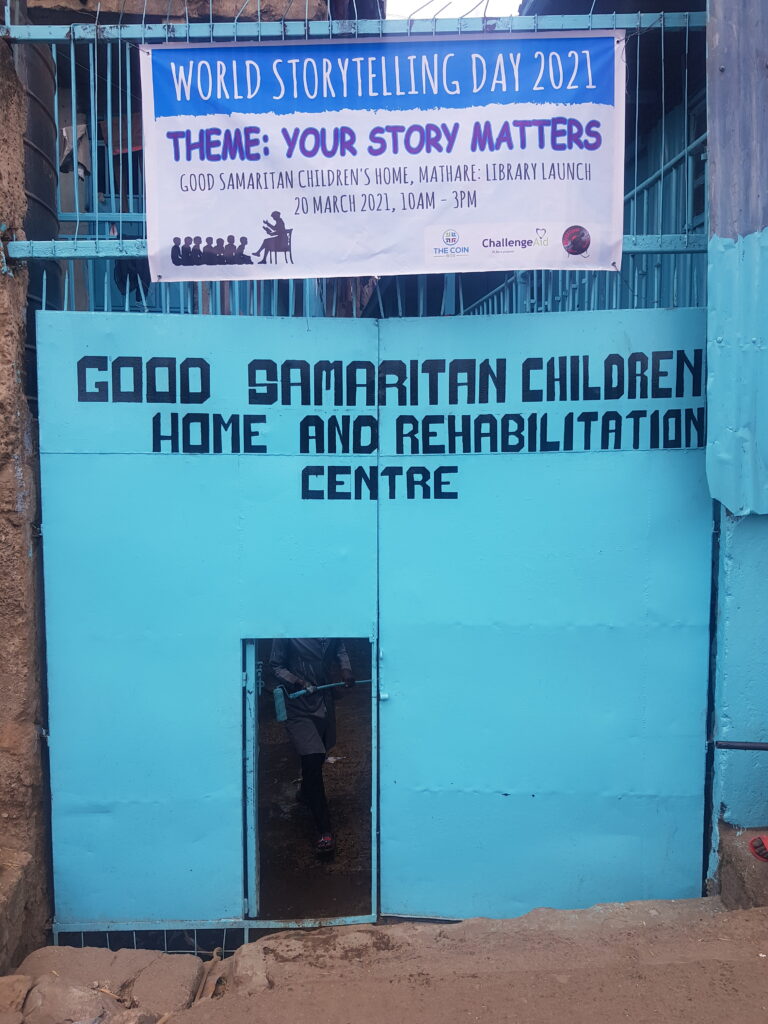 WORLD STORYTELLING DAY 2021
THEME: YOUR STORY MATTERS
GOOD SAMARITAN CHILDREN'S HOME, MATHARE: LIBRARY LAUNCH
20 MARCH 2021, 10AM - 3PM
THE COIN
ChallengeAid
GOOD SAMARITAN CHILDREN
HOME AND REHABILITATION
CENTRE